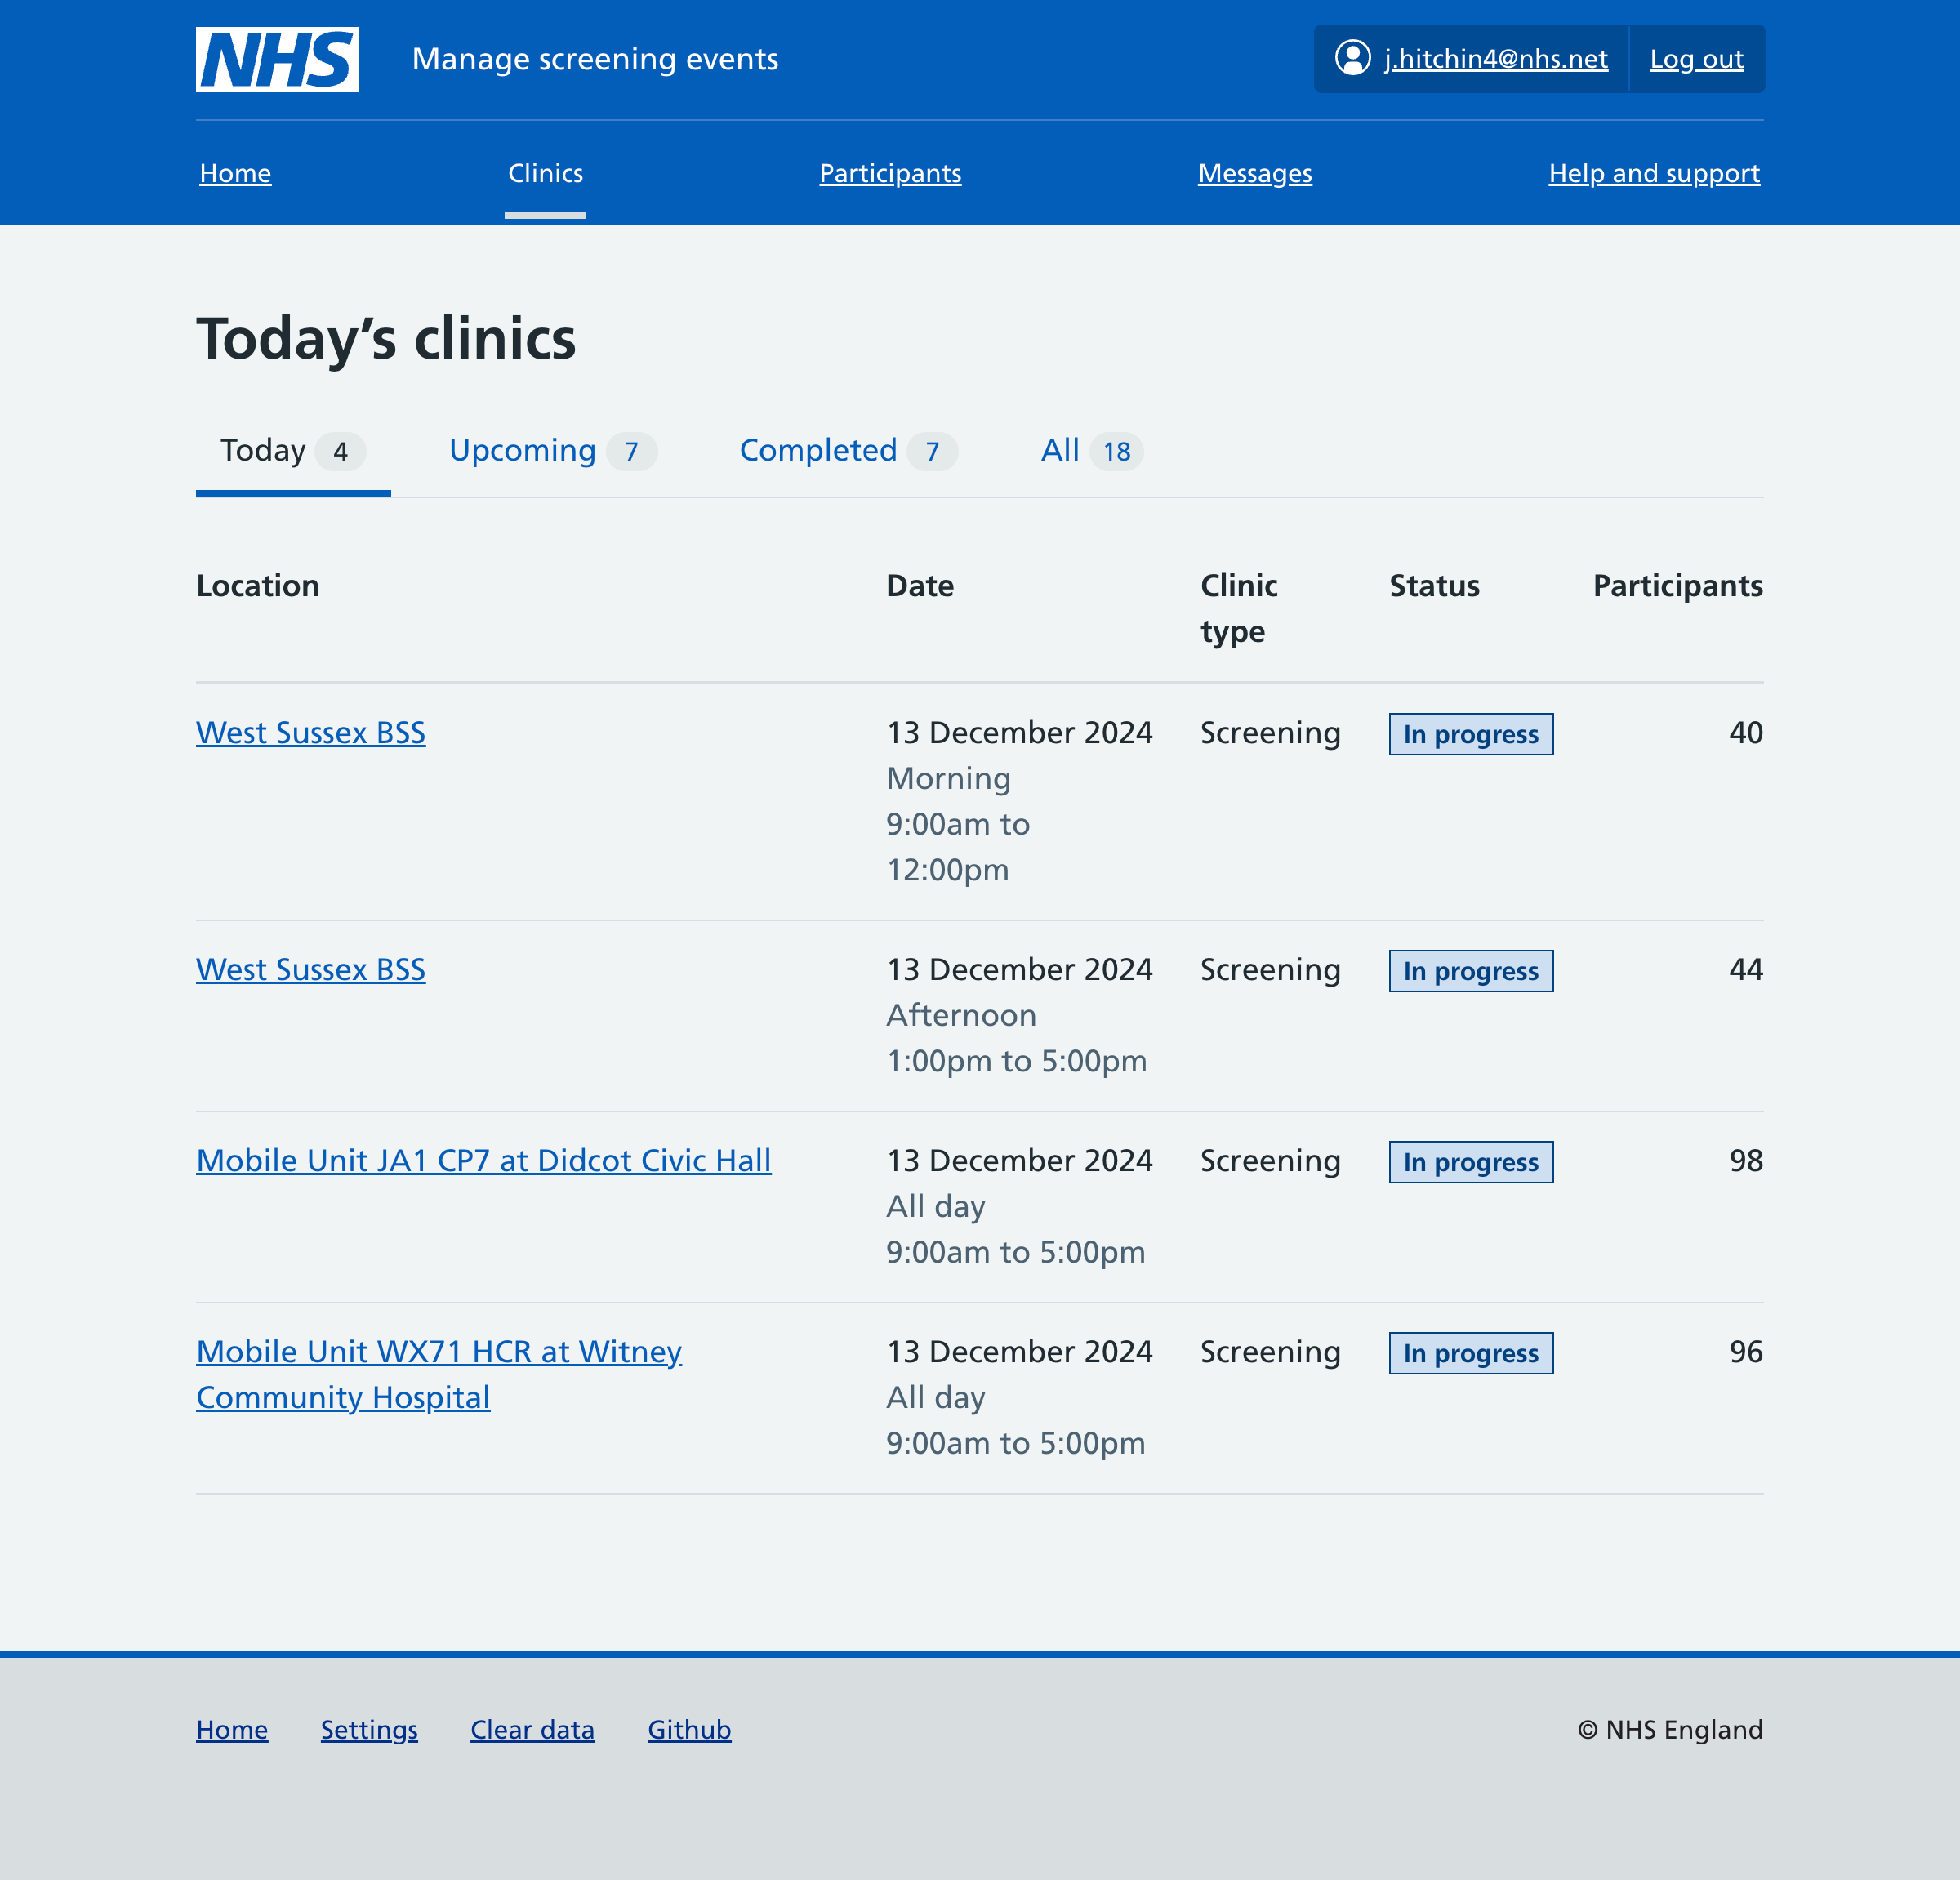 NHS
Manage screening events
j.hitchin4@nhs.net
Log out
Home
Clinics
Participants
Messages
Help and support
Today’s clinics
Today 4
Upcoming 7
Completed 7
All 18
Location
Date
Clinic
type
Status
Participants
West Sussex BSS
13 December 2024
Morning
9:00am to
12:00pm
Screening
In progress
40
West Sussex BSS
13 December 2024
Afternoon
1:00pm to 5:00pm
Screening
In progress
44
Mobile Unit JA1 CP7 at Didcot Civic Hall
13 December 2024
All day
9:00am to 5:00pm
Screening
In progress
98
Mobile Unit WX71 HCR at Witney
Community Hospital
13 December 2024
All day
9:00am to 5:00pm
Screening
In progress
96
Home
Settings
Clear data
Github
© NHS England